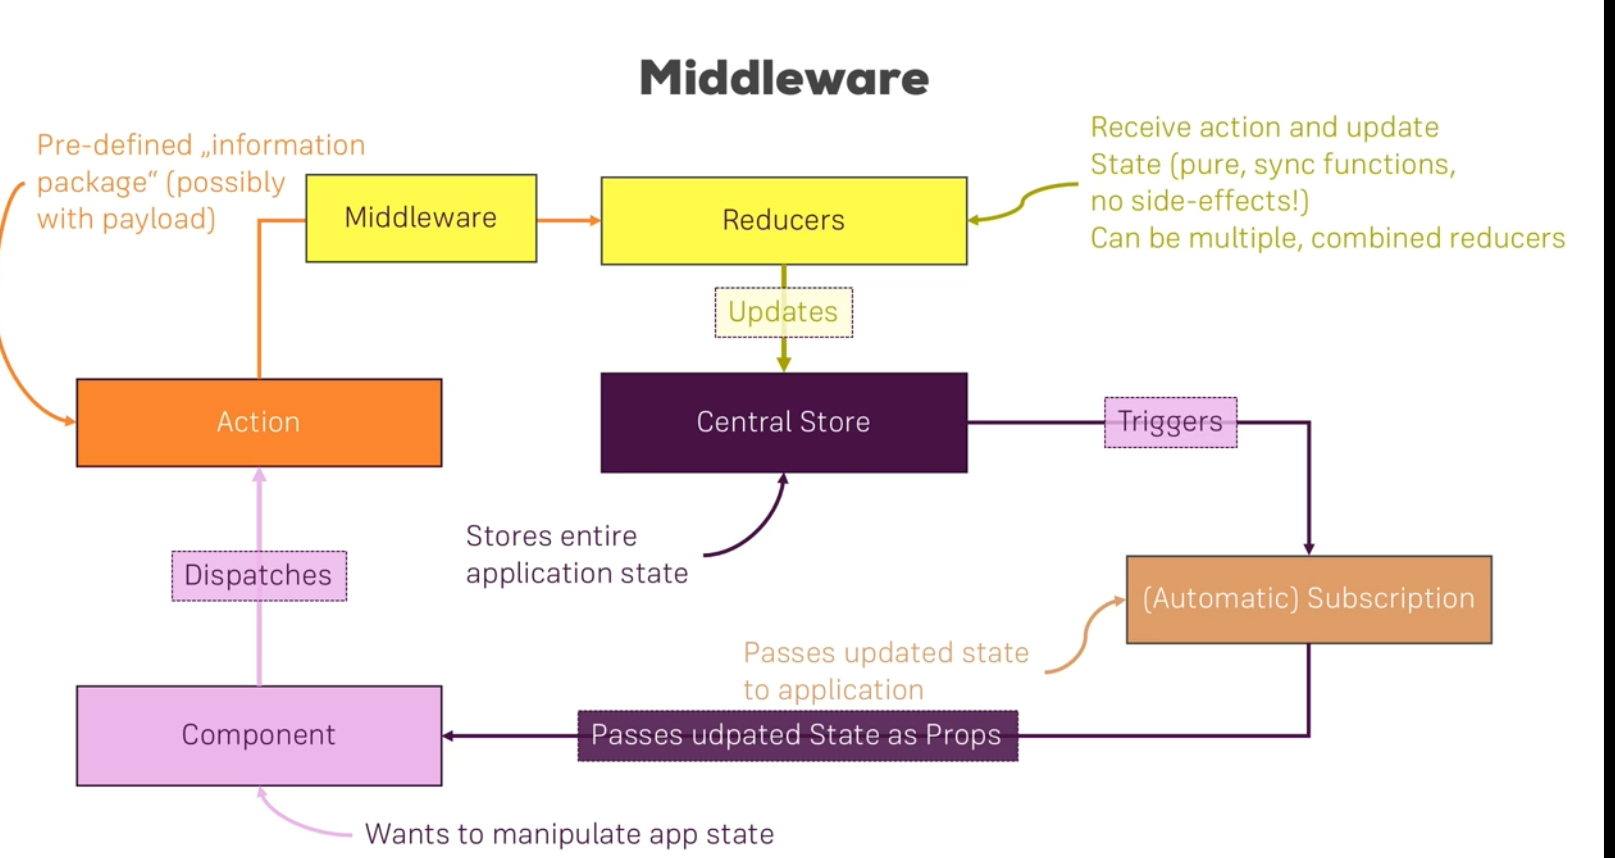 Middleware
Pre-defined „information
package“ (possibly
with payload)
Middleware
Reducers
Receive action and update
State (pure, sync functions,
no side-effects!)
Can be multiple, combined reducers
Updates
Action
Central Store
Triggers
Stores entire
application state
Dispatches
(Automatic) Subscription
Passes updated state
to application
Component
Passes udpated State as Props
Wants to manipulate app state